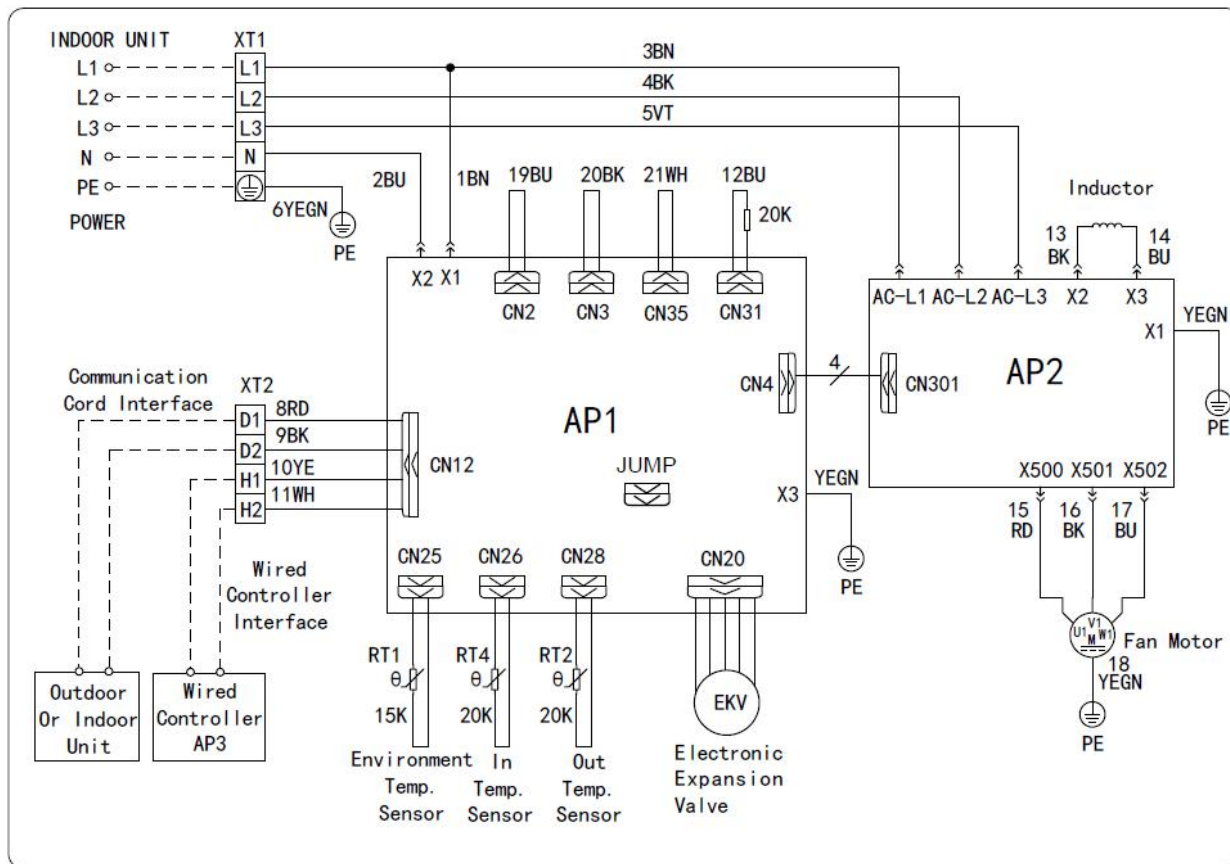 INDOOR UNIT XT1
L1 L1 3BN
L2 L2 4BK
L3 L3 5VT
N N
PE
POWER
6YEGN
PE
2BU 1BN 19BU 20BK 21WH 12BU
20K
Inductor
13 BK
14 BU
X2 X1 CN2 CN3 CN35 CN31
AC-L1 AC-L2 AC-L3 X2 X3
X1 YEGN
PE
CN4 4 CN301
AP2
AP1
JUMP
X3 YEGN
PE
Communication
Cord Interface
XT2
D1 8RD
D2 9BK
H1 10YE
H2 11WH
CN12
Wired
Controller
Interface
Outdoor
Or Indoor
Unit
Wired
Controller
AP3
CN25 CN26 CN28 CN20
RT1 RT4 RT2
θ θ θ
15K 20K 20K
EKV
Environment
Temp.
Sensor
In
Temp.
Sensor
Out
Temp.
Sensor
Electronic
Expansion
Valve
X500 X501 X502
15 RD
16 BK
17 BU
U1 V1 W1
M
Fan Motor
18
YEGN
PE